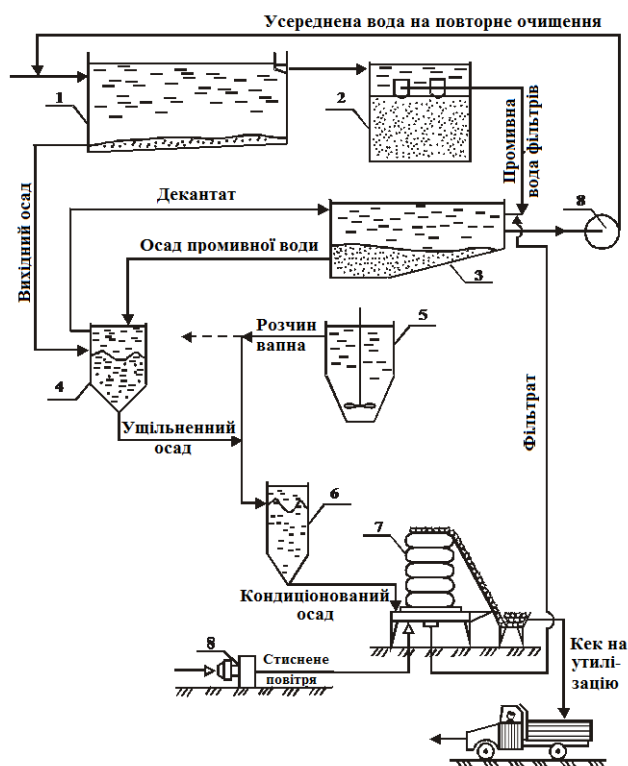 Усереднена вода на повторне очищення
1
2
Промивна
вода фільтрів
Вихідний осад
Декантат
8
Осад промивної води
3
Розчин
вапна
5
4
Фільтрат
Ущільненний
осад
6
7
Кондиціонований
осад
8
Стиснене
повітря
Кек на
утилі-
зацію